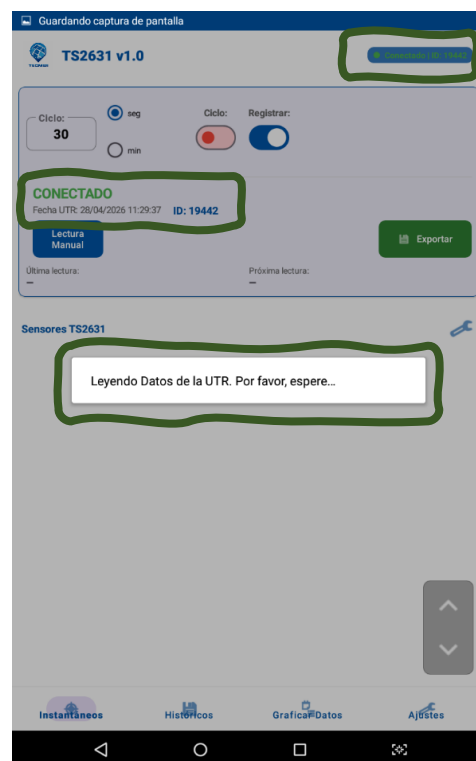 Guardando captura de pantalla
TS2631 v1.0
Conectado | ID: 19442
TECPESA
Ciclo:
30
seg
min
Ciclo:
Registrar:
CONECTADO
Fecha UTR: 28/04/2026 11:29:37 ID: 19442
Lectura
Manual
Exportar
Última lectura:
Próxima lectura:
Sensores TS2631
Leyendo Datos de la UTR. Por favor, espere...
Instantáneos
Históricos
Graficar Datos
Ajustes